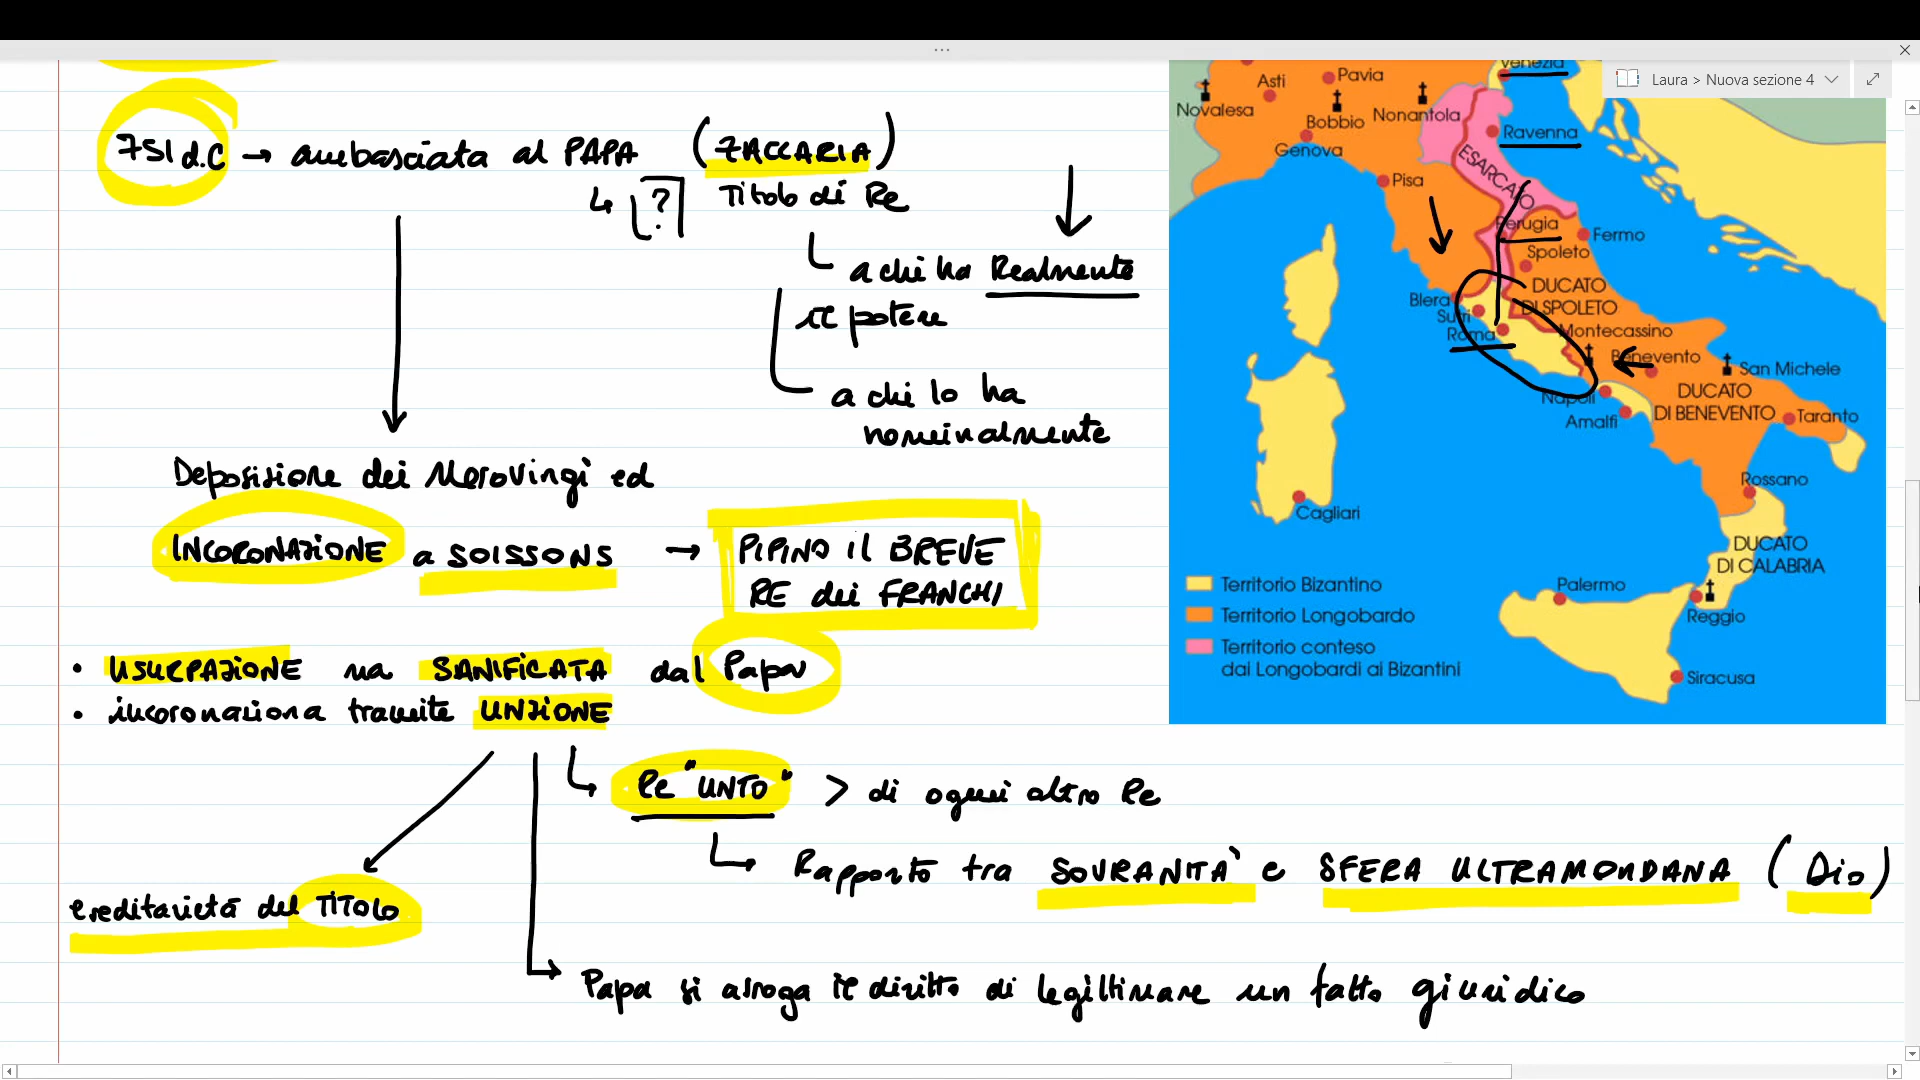 Laura > Nuova sezione 4
751 d.C → ambasciata al PAPA (ZACCARIA)
↳ ? Titolo di Re
a chi ha Realmente
il potere
a chi lo ha
nominalmente
Deposizione dei Merovingi ed
INCORONAZIONE a SOISSONS → PIPINO il BREVE
RE dei FRANCHI
• USURPAZIONE ma SANIFICATA dal Papa
• incoronaziona tramite UNZIONE
Re "UNTO" > di ogni altro Re
Rapporto tra SOVRANITÀ e SFERA ULTRAMONDANA (Dio)
ereditarietà del TITOLO
Papa si arroga il diritto di legittimare un fatto giuridico
Venezia
Asti
Pavia
Novalesa
Bobbio
Nonantola
Ravenna
Genova
ESARCATO
Pisa
Perugia
Fermo
Spoleto
DUCATO
DI SPOLETO
Blera
Sutri
Roma
Montecassino
Benevento
San Michele
DUCATO
DI BENEVENTO
Napoli
Amalfi
Taranto
Rossano
Cagliari
DUCATO
DI CALABRIA
Palermo
Reggio
Siracusa
Territorio Bizantino
Territorio Longobardo
Territorio conteso
dai Longobardi ai Bizantini